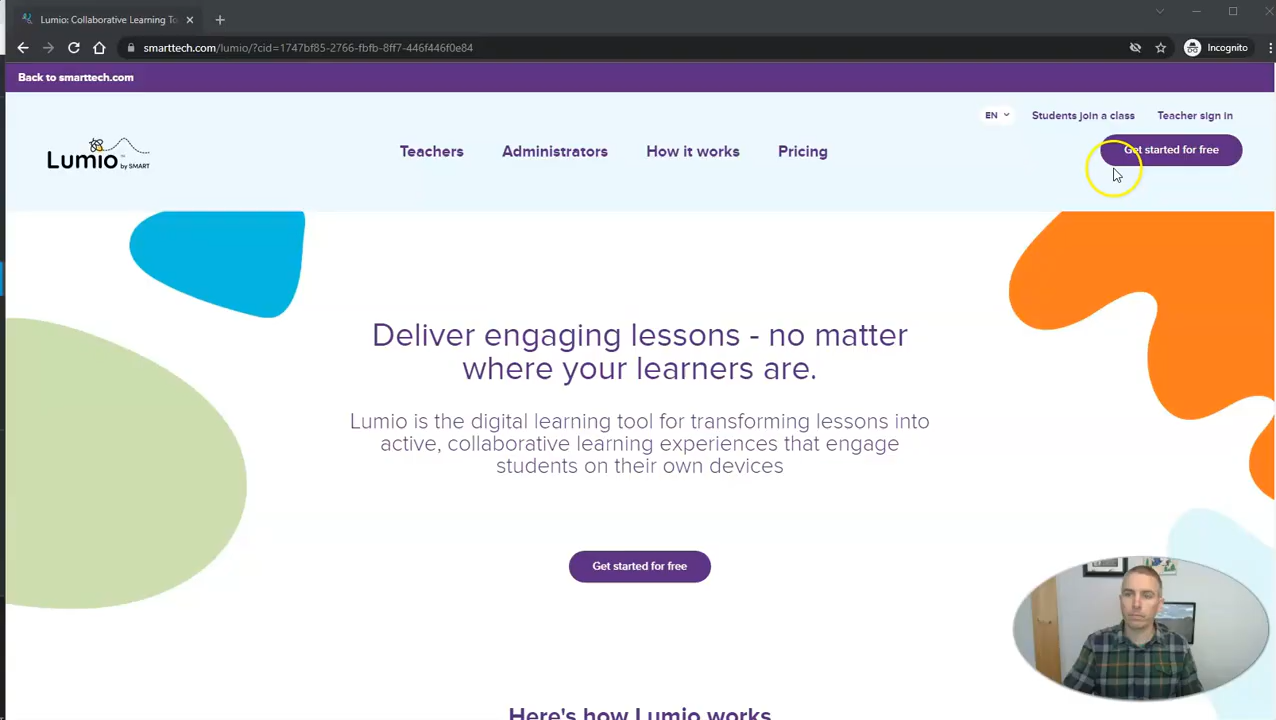 Lumio: Collaborative Learning To
smarttech.com/lumio/?cid=1747bf85-2766-fbfb-8ff7-446f446f0e84
Incognito
Back to smarttech.com
EN
Students join a class
Teacher sign in
Lumio
by SMART
Teachers
Administrators
How it works
Pricing
Get started for free
Deliver engaging lessons - no matter
where your learners are.
Lumio is the digital learning tool for transforming lessons into
active, collaborative learning experiences that engage
students on their own devices
Get started for free
Here's how Lumio works